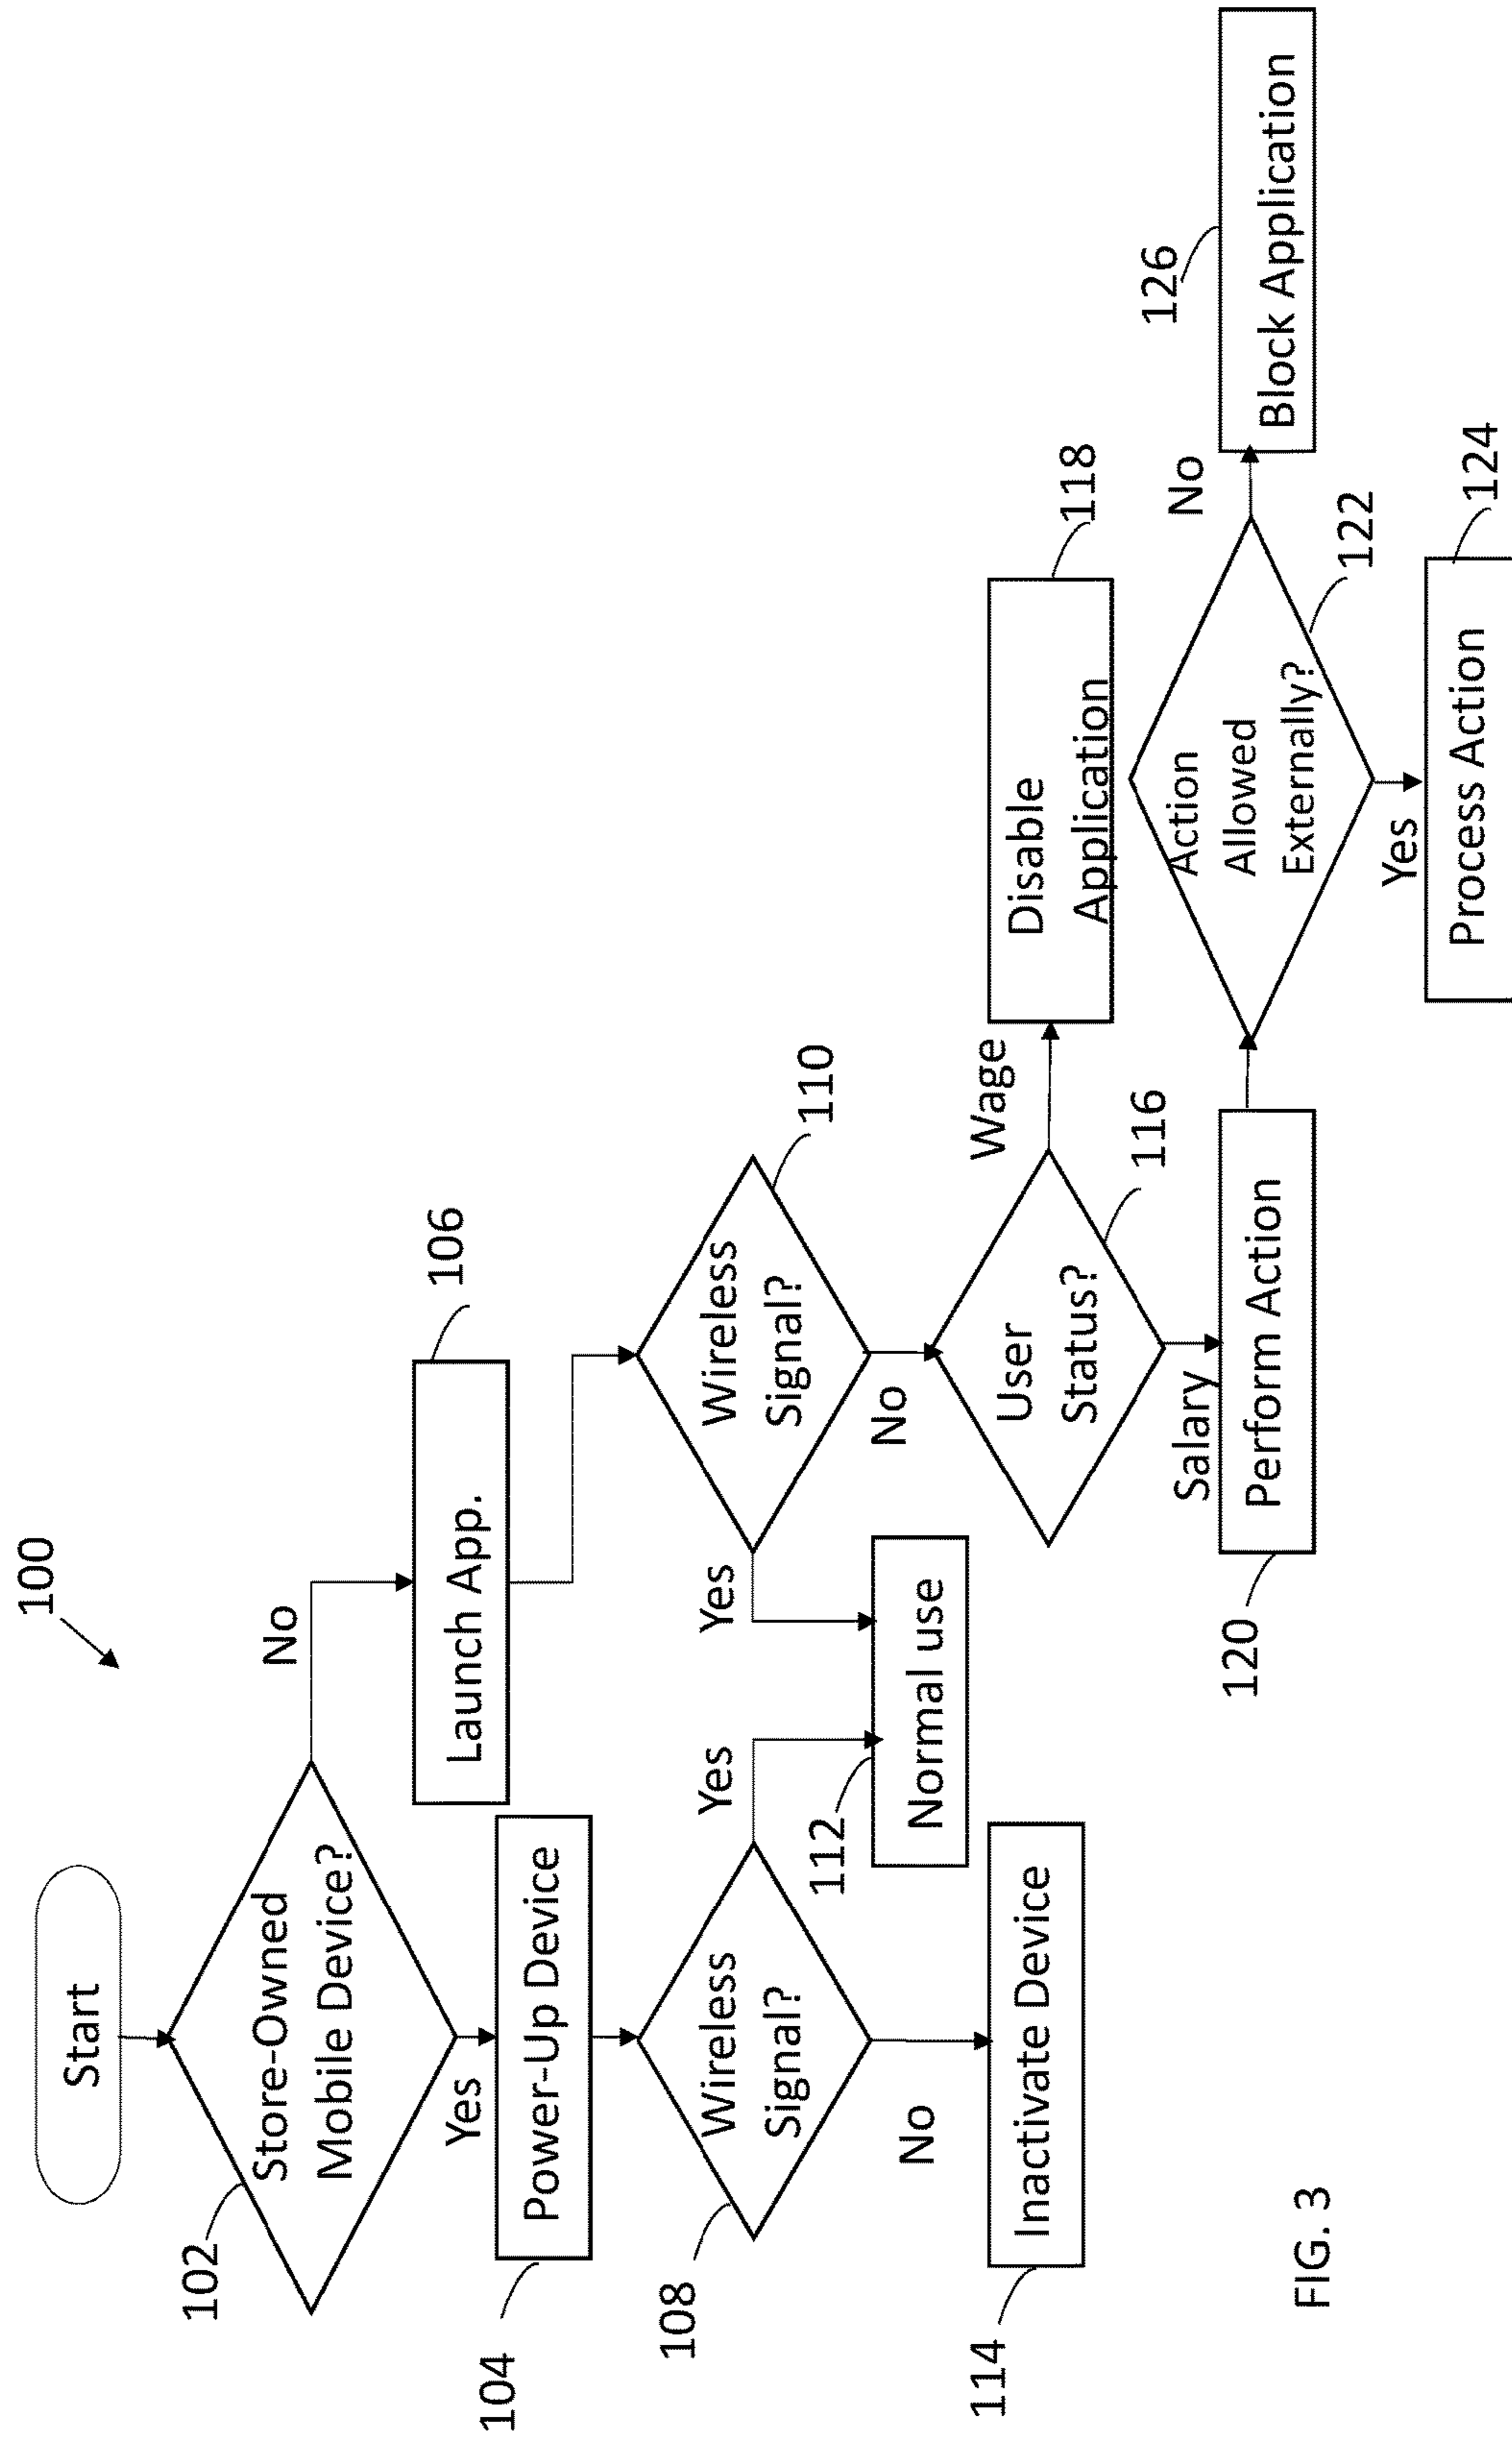 100
Start
102
Store-Owned
Mobile Device?
No
Yes
104
Power-Up Device
Launch App.
106
108
Wireless
Signal?
Yes
Yes
Wireless
Signal?
110
112
Normal use
No
No
114
Inactivate Device
User
Status?
116
Wage
Disable
Application
118
Salary
120
Perform Action
Action
Allowed
Externally?
122
No
126
Block Application
Yes
Process Action
124
FIG. 3